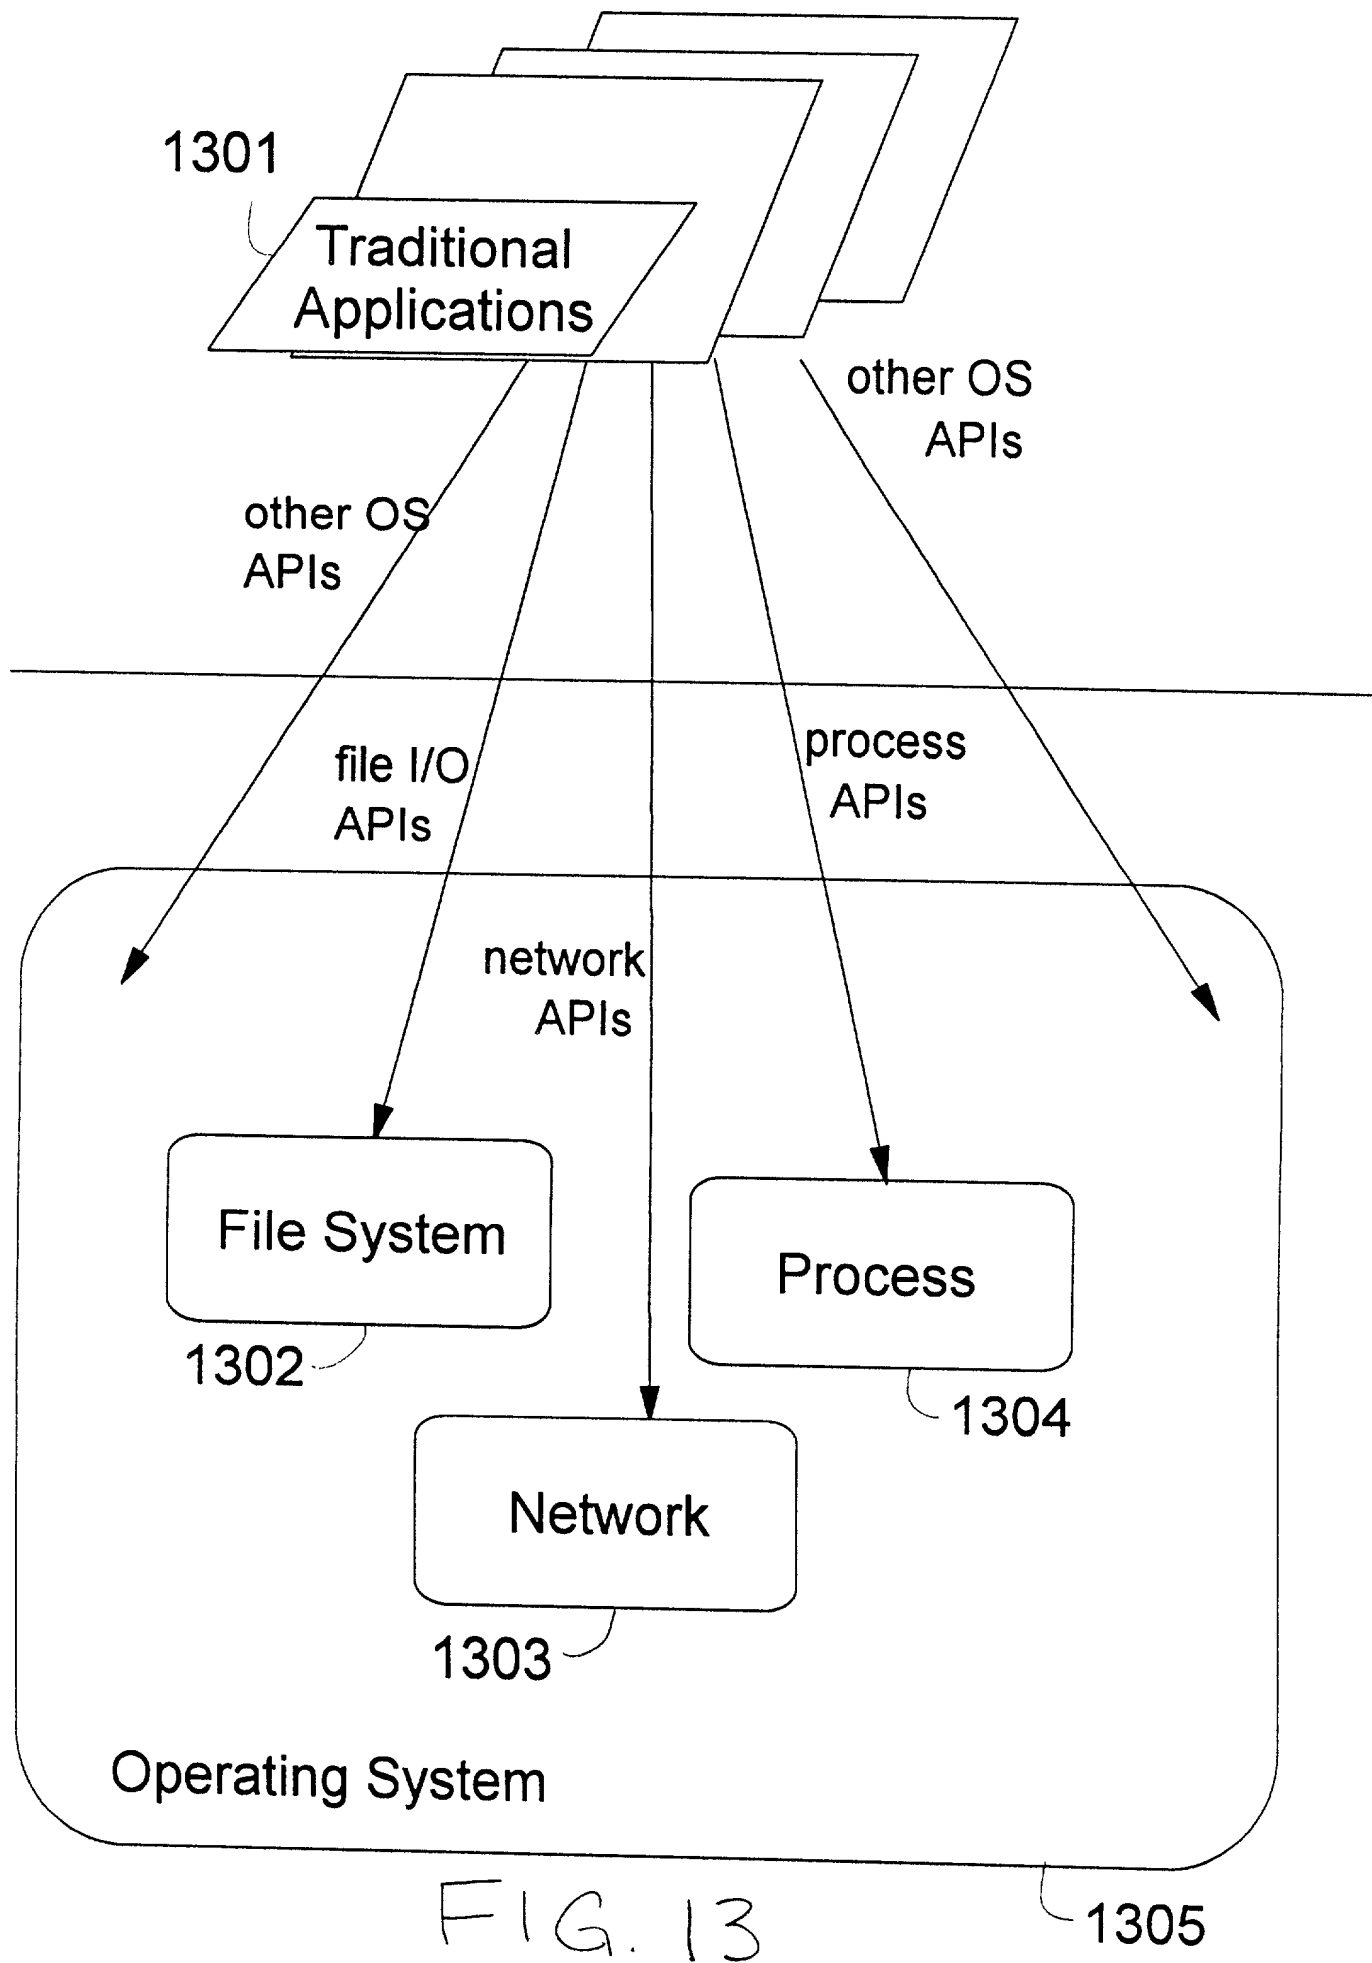 1301
Traditional
Applications
other OS
APIs
other OS
APIs
process
APIs
file I/O
APIs
network
APIs
File System
Process
1302
1304
Network
1303
Operating System
1305
FIG. 13